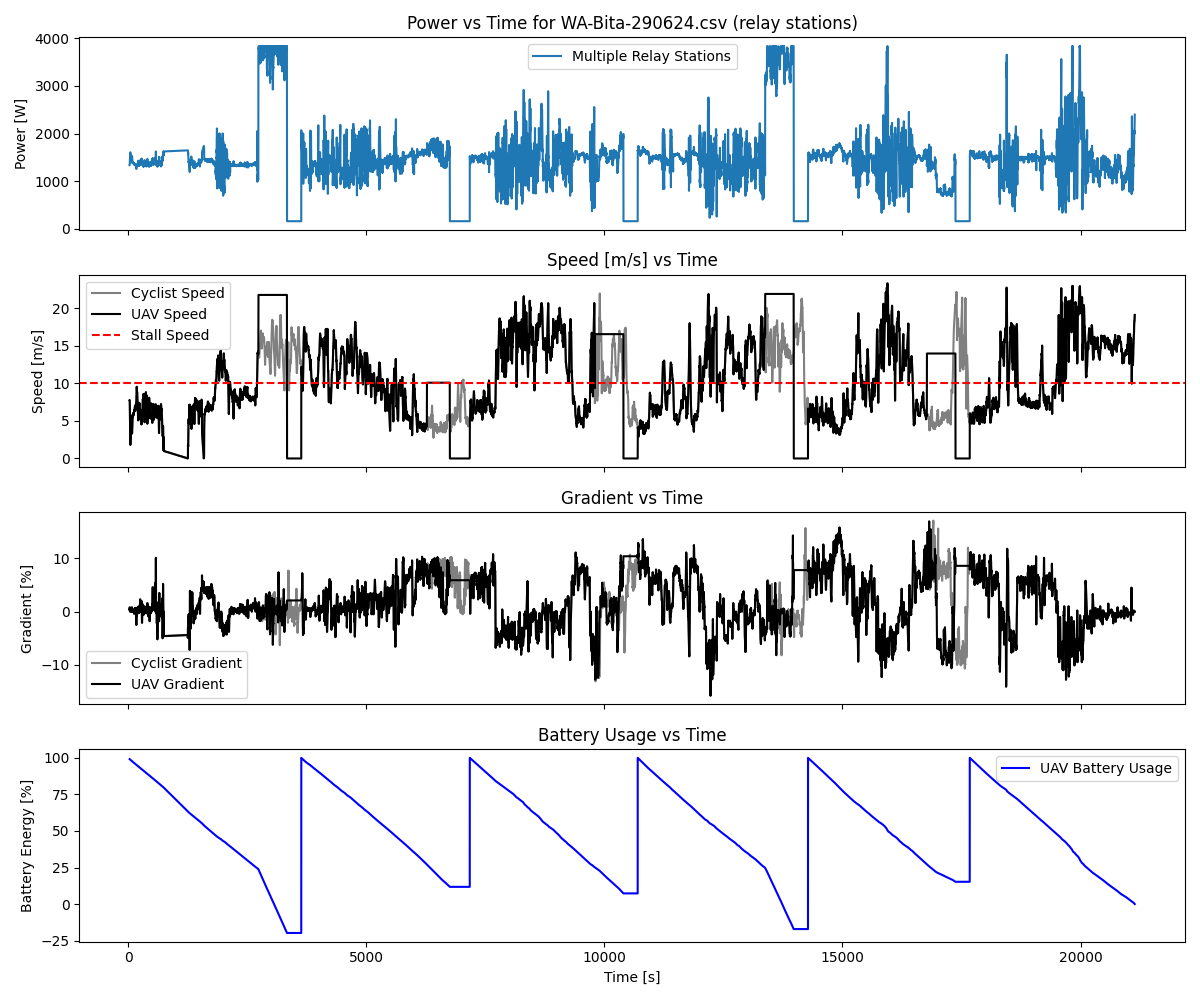 Power vs Time for WA-Bita-290624.csv (relay stations)
4000
3000
2000
1000
0
Power [W]
Multiple Relay Stations
Speed [m/s] vs Time
20
15
10
5
0
Speed [m/s]
Cyclist Speed
UAV Speed
Stall Speed
Gradient vs Time
10
0
−10
Gradient [%]
Cyclist Gradient
UAV Gradient
Battery Usage vs Time
100
75
50
25
0
−25
Battery Energy [%]
UAV Battery Usage
0
5000
10000
15000
20000
Time [s]